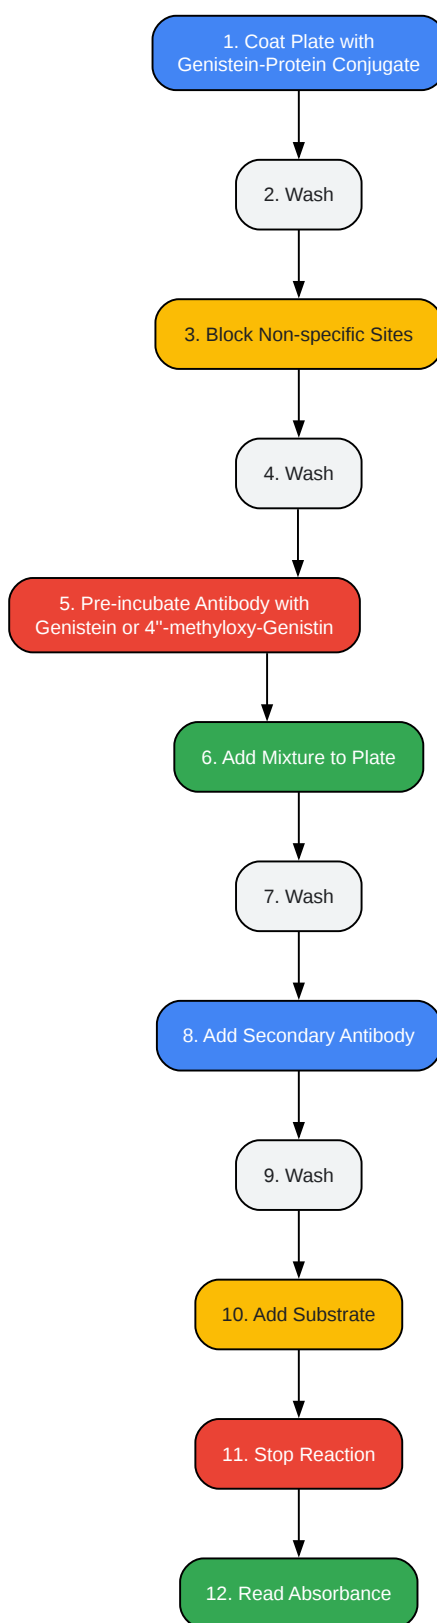 1. Coat Plate with
Genistein-Protein Conjugate
2. Wash
3. Block Non-specific Sites
4. Wash
5. Pre-incubate Antibody with
Genistein or 4"-methyloxy-Genistin
6. Add Mixture to Plate
7. Wash
8. Add Secondary Antibody
9. Wash
10. Add Substrate
11. Stop Reaction
12. Read Absorbance